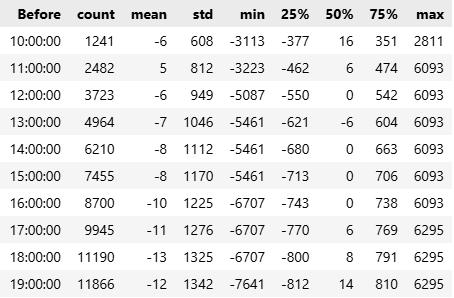 Before count mean std min 25% 50% 75% max
10:00:00 1241 -6 608 -3113 -377 16 351 2811
11:00:00 2482 5 812 -3223 -462 6 474 6093
12:00:00 3723 -6 949 -5087 -550 0 542 6093
13:00:00 4964 -7 1046 -5461 -621 -6 604 6093
14:00:00 6210 -8 1112 -5461 -680 0 663 6093
15:00:00 7455 -8 1170 -5461 -713 0 706 6093
16:00:00 8700 -10 1225 -6707 -743 0 738 6093
17:00:00 9945 -11 1276 -6707 -770 6 769 6295
18:00:00 11190 -13 1325 -6707 -800 8 791 6295
19:00:00 11866 -12 1342 -7641 -812 14 810 6295